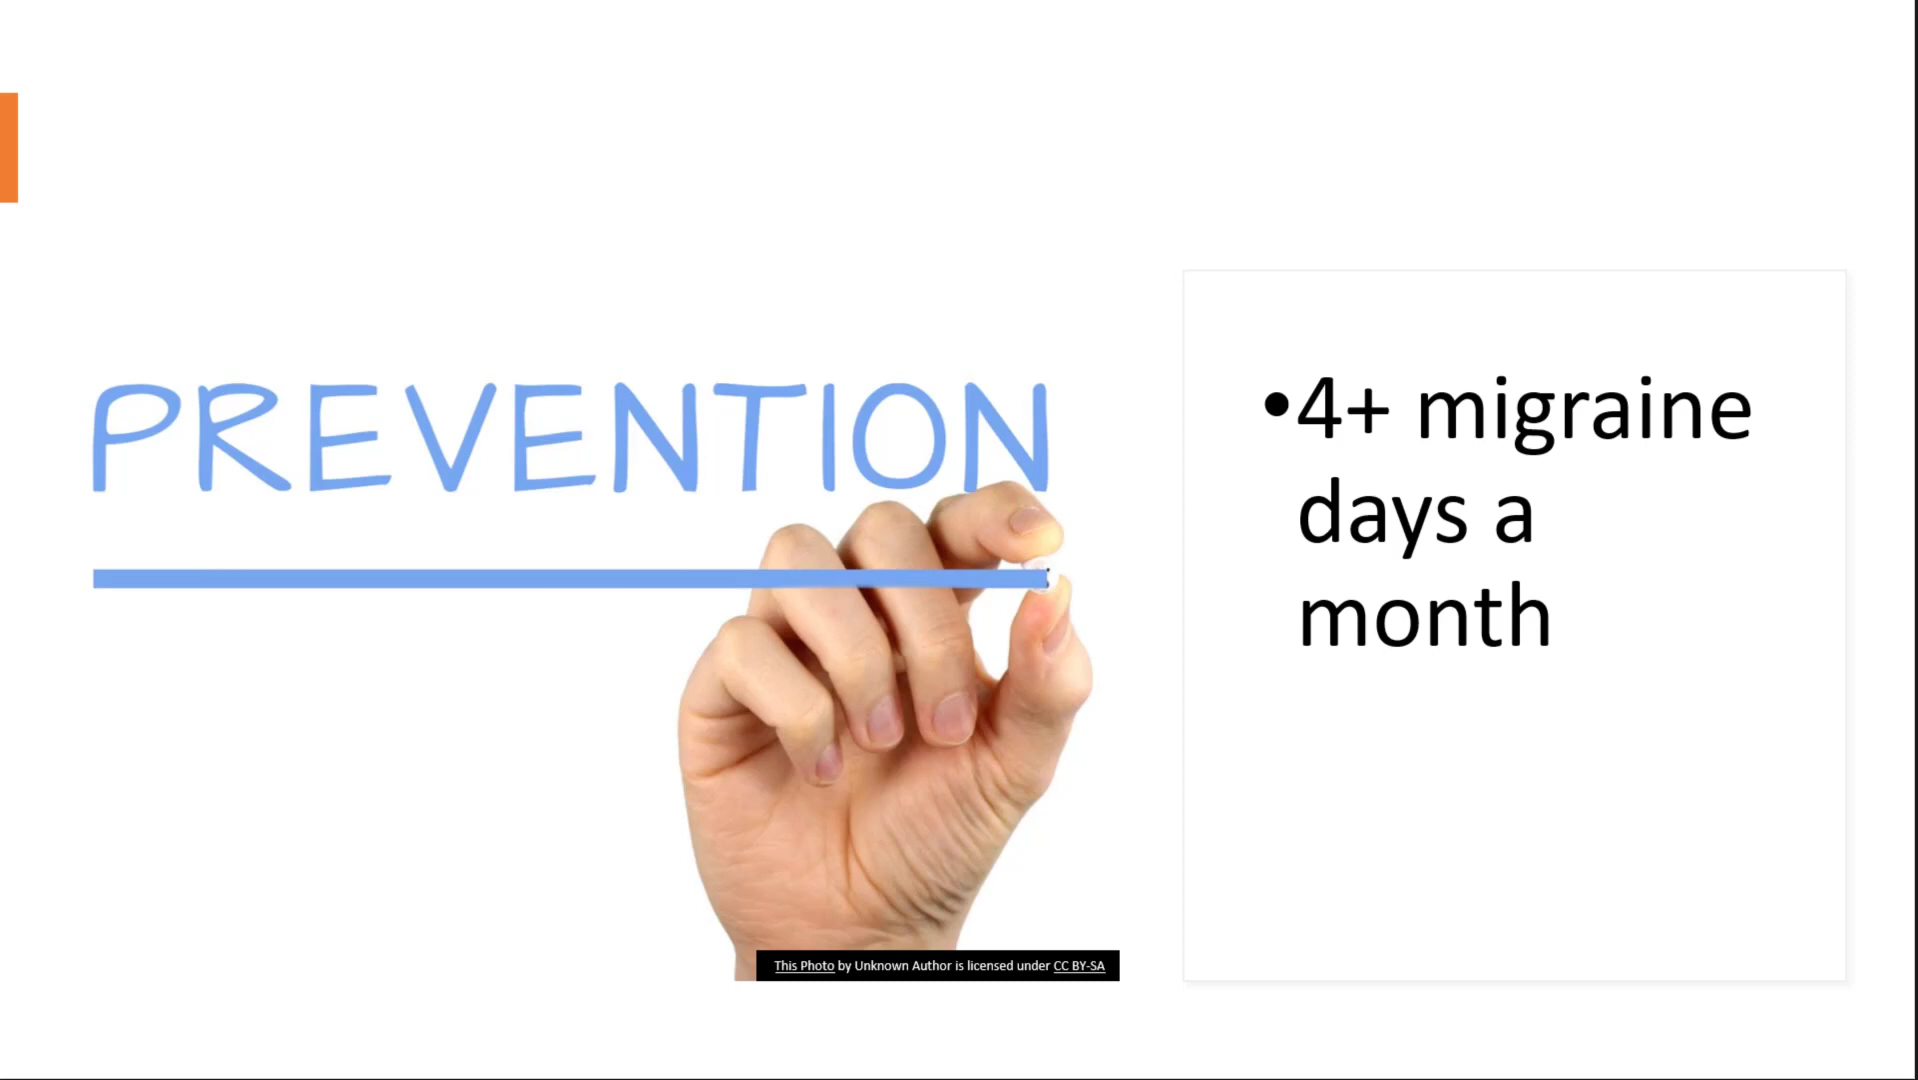 PREVENTION
•4+ migraine
days a
month
This Photo by Unknown Author is licensed under CC BY-SA